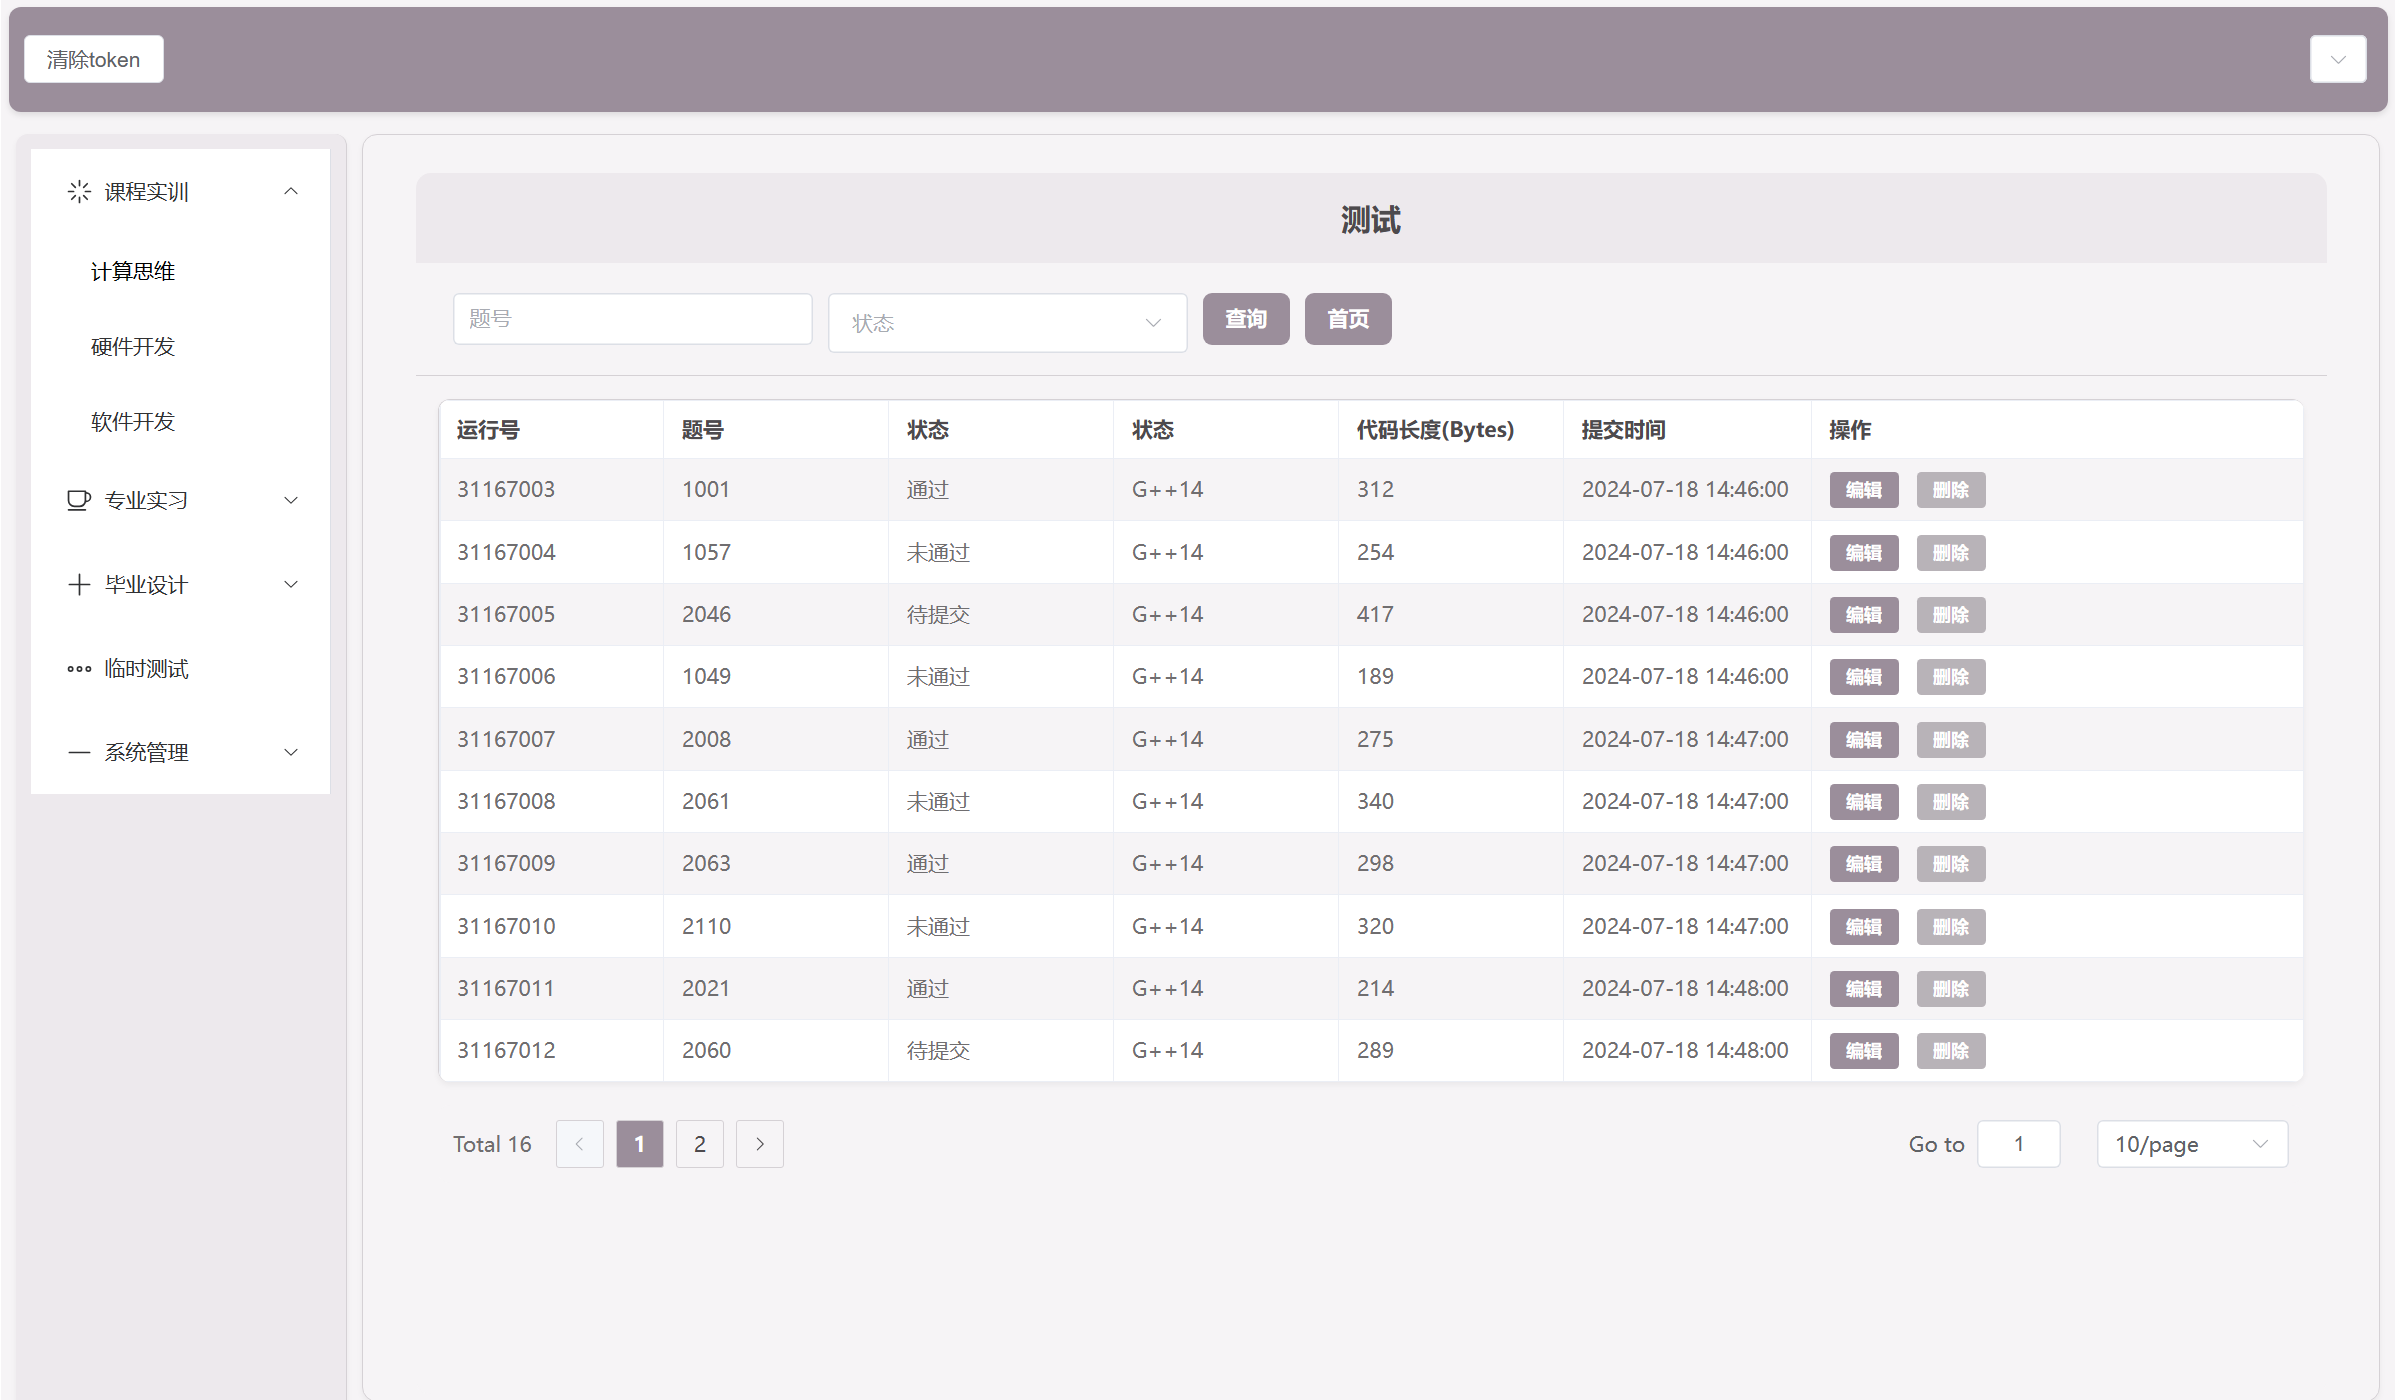 清除token
课程实训
计算思维
硬件开发
软件开发
专业实习
毕业设计
临时测试
系统管理
测试
题号 状态 查询 首页
运行号 题号 状态 状态 代码长度(Bytes) 提交时间 操作
31167003 1001 通过 G++14 312 2024-07-18 14:46:00 编辑 删除
31167004 1057 未通过 G++14 254 2024-07-18 14:46:00 编辑 删除
31167005 2046 待提交 G++14 417 2024-07-18 14:46:00 编辑 删除
31167006 1049 未通过 G++14 189 2024-07-18 14:46:00 编辑 删除
31167007 2008 通过 G++14 275 2024-07-18 14:47:00 编辑 删除
31167008 2061 未通过 G++14 340 2024-07-18 14:47:00 编辑 删除
31167009 2063 通过 G++14 298 2024-07-18 14:47:00 编辑 删除
31167010 2110 未通过 G++14 320 2024-07-18 14:47:00 编辑 删除
31167011 2021 通过 G++14 214 2024-07-18 14:48:00 编辑 删除
31167012 2060 待提交 G++14 289 2024-07-18 14:48:00 编辑 删除
Total 16 1 2 Go to 1 10/page